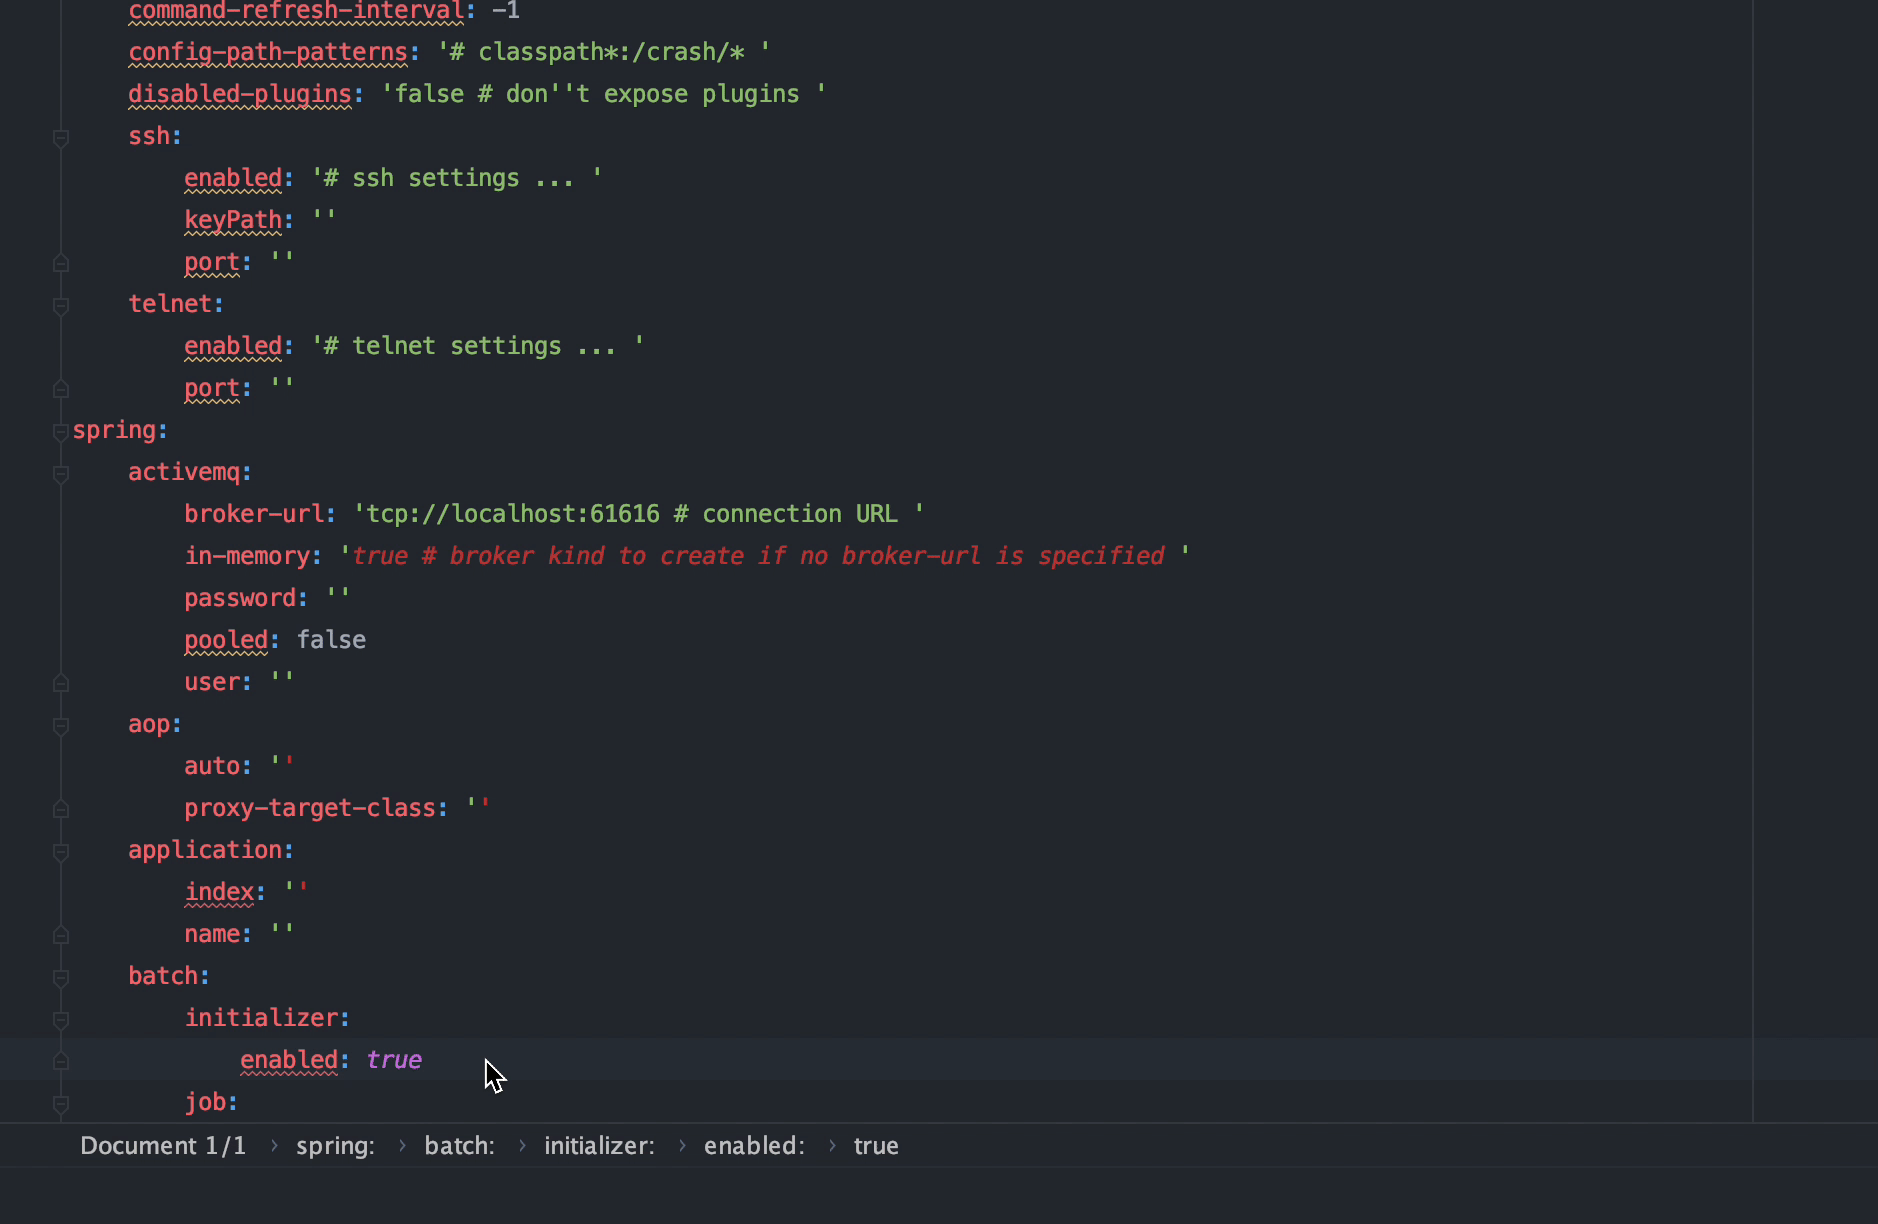 command-refresh-interval: -1
config-path-patterns: '# classpath*:/crash/* '
disabled-plugins: 'false # don''t expose plugins '
ssh:
enabled: '# ssh settings ... '
keyPath: ''
port: ''
telnet:
enabled: '# telnet settings ... '
port: ''
spring:
activemq:
broker-url: 'tcp://localhost:61616 # connection URL '
in-memory: 'true # broker kind to create if no broker-url is specified '
password: ''
pooled: false
user: ''
aop:
auto: ''
proxy-target-class: ''
application:
index: ''
name: ''
batch:
initializer:
enabled: true
job:
Document 1/1 › spring: › batch: › initializer: › enabled: › true